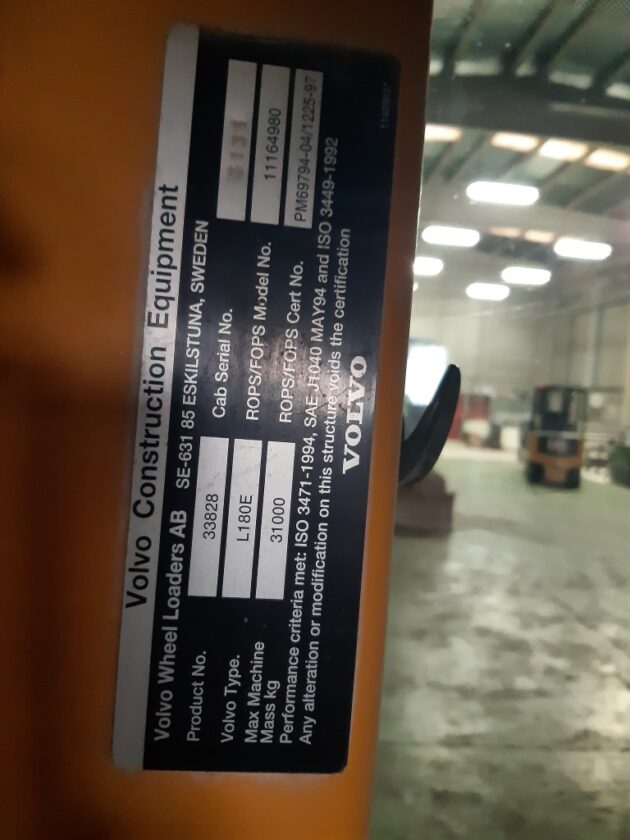 Volvo Construction Equipment
Volvo Wheel Loaders AB SE-631 85 ESKILSTUNA, SWEDEN
Product No. 33828 Cab Serial No.
Volvo Type. L180E ROPS/FOPS Model No. 11164980
Max Machine
Mass kg 31000 ROPS/FOPS Cert No. PM69794-04/1225-97
Performance criteria met: ISO 3471-1994, SAE J1040 MAY94 and ISO 3449-1992
Any alteration or modification on this structure voids the certification
VOLVO